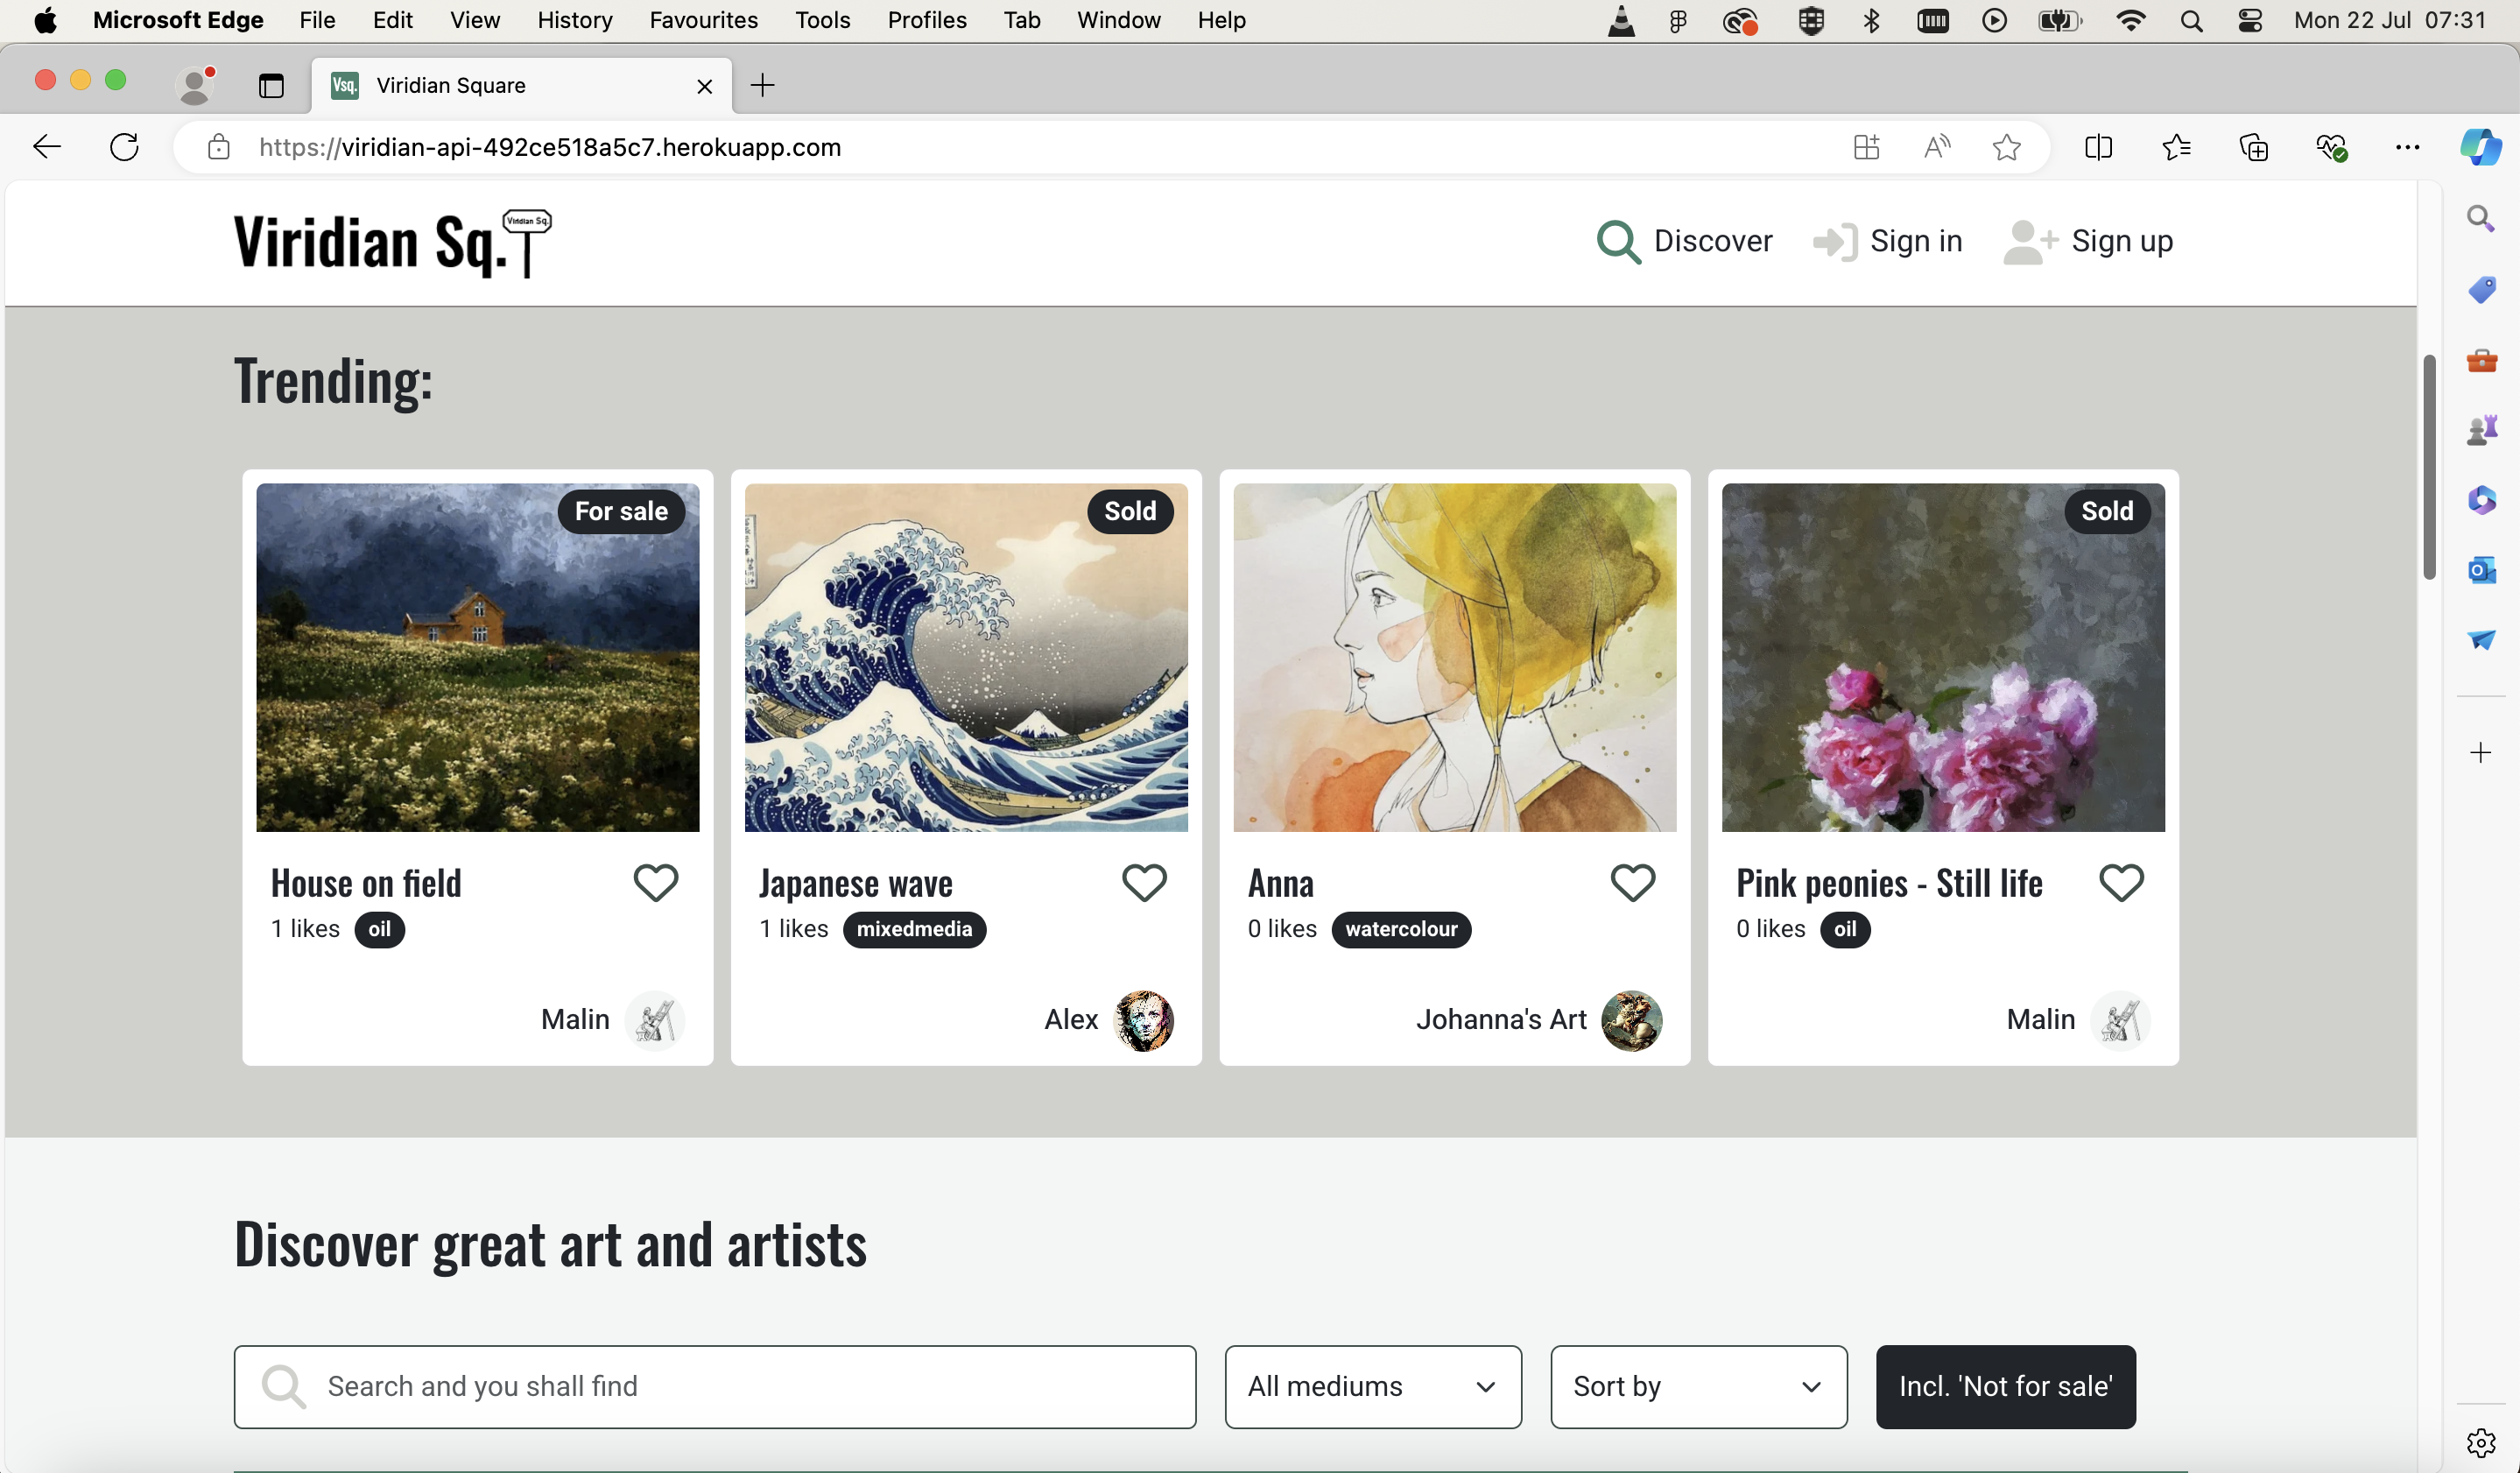 Microsoft Edge File Edit View History Favourites Tools Profiles Tab Window Help Mon 22 Jul 07:31
Vsq. Viridian Square
https://viridian-api-492ce518a5c7.herokuapp.com
Viridian Sq. Viridian Sq. Discover Sign in Sign up
Trending:
For sale
Sold
Sold
House on field
1 likes oil
Malin
Japanese wave
1 likes mixedmedia
Alex
Anna
0 likes watercolour
Johanna's Art
Pink peonies - Still life
0 likes oil
Malin
Discover great art and artists
Search and you shall find All mediums Sort by Incl. 'Not for sale'